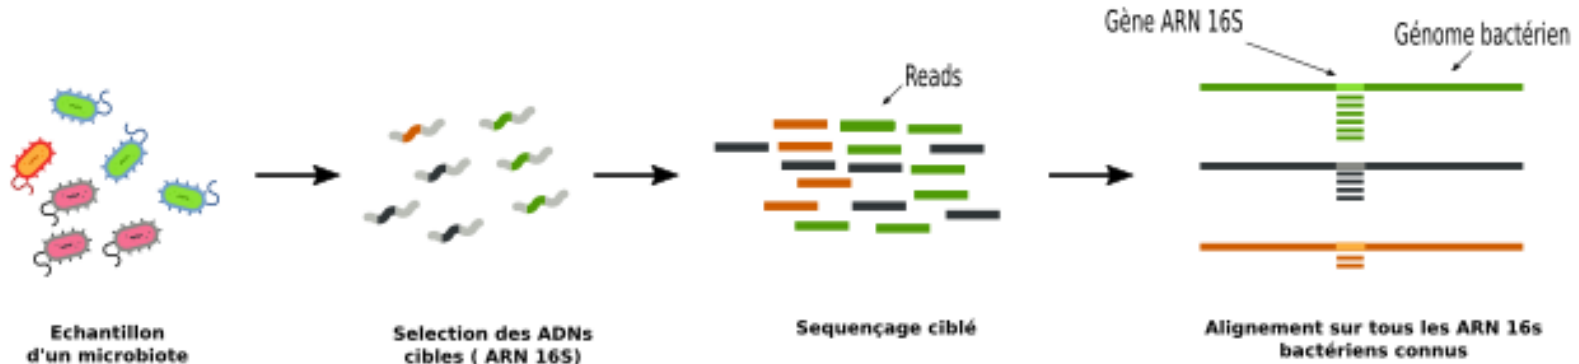 Gène ARN 16S
Génome bactérien
Reads
Echantillon
d'un microbiote
Selection des ADNs
cibles ( ARN 16S)
Sequençage ciblé
Alignement sur tous les ARN 16s
bactériens connus